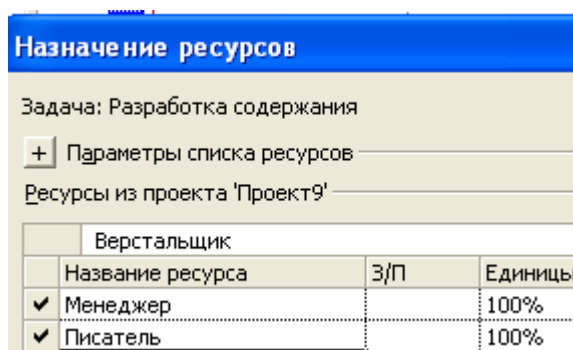 Назначение ресурсов
Задача: Разработка содержания
+ Параметры списка ресурсов
Ресурсы из проекта 'Проект9'
Верстальщик
Название ресурса З/П Единицы
Менеджер 100%
Писатель 100%